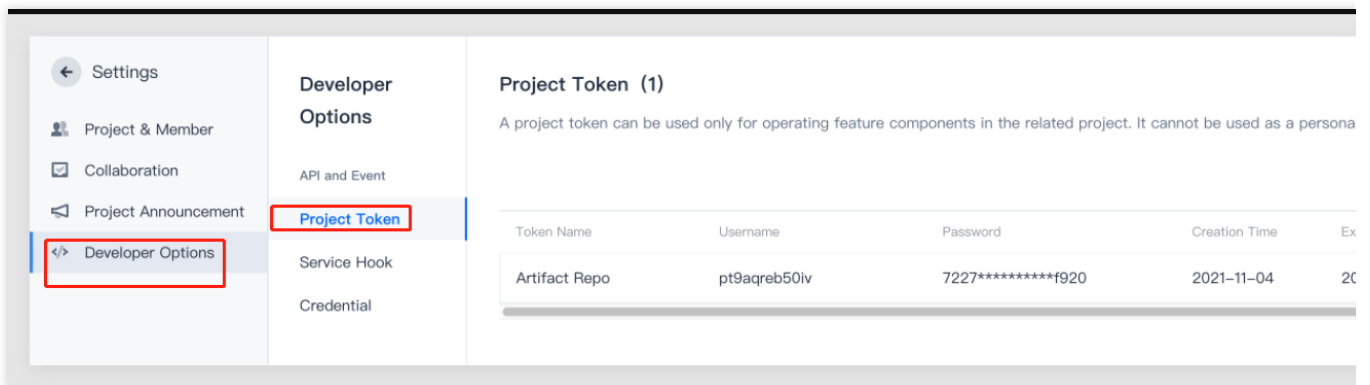 Settings
Project & Member
Collaboration
Project Announcement
Developer Options
Developer
Options
API and Event
Project Token
Service Hook
Credential
Project Token (1)
A project token can be used only for operating feature components in the related project. It cannot be used as a persona
Token Name Username Password Creation Time Ex
Artifact Repo pt9aqreb50iv 7227**********f920 2021-11-04 20